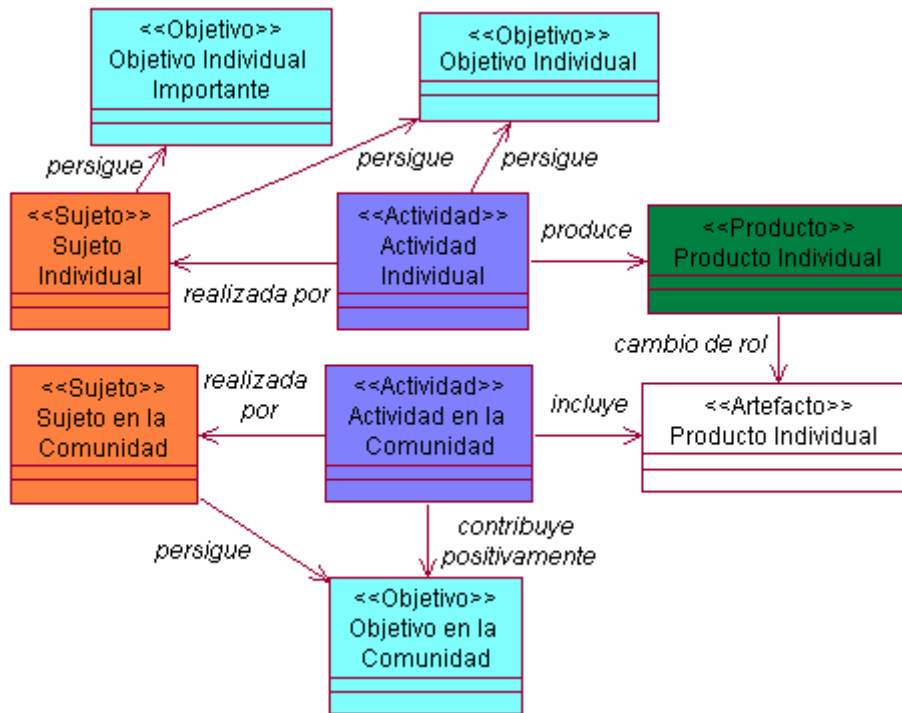 <<Objetivo>>
Objetivo Individual
Importante
<<Objetivo>>
Objetivo Individual
persigue
persigue
persigue
<<Sujeto>>
Sujeto
Individual
<<Actividad>>
Actividad
Individual
produce
<<Producto>>
Producto Individual
realizada por
cambio de rol
<<Sujeto>>
Sujeto en la
Comunidad
realizada
por
<<Actividad>>
Actividad en la
Comunidad
incluye
<<Artefacto>>
Producto Individual
persigue
contribuye
positivamente
<<Objetivo>>
Objetivo en la
Comunidad